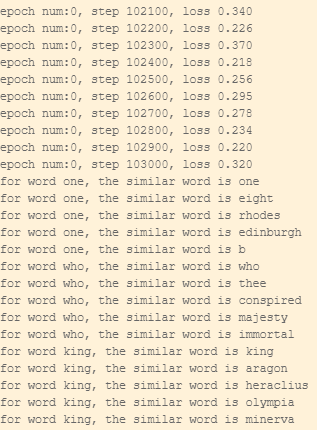 epoch num:0, step 102100, loss 0.340
epoch num:0, step 102200, loss 0.226
epoch num:0, step 102300, loss 0.370
epoch num:0, step 102400, loss 0.218
epoch num:0, step 102500, loss 0.256
epoch num:0, step 102600, loss 0.295
epoch num:0, step 102700, loss 0.278
epoch num:0, step 102800, loss 0.234
epoch num:0, step 102900, loss 0.220
epoch num:0, step 103000, loss 0.320
for word one, the similar word is one
for word one, the similar word is eight
for word one, the similar word is rhodes
for word one, the similar word is edinburgh
for word one, the similar word is b
for word who, the similar word is who
for word who, the similar word is thee
for word who, the similar word is conspired
for word who, the similar word is majesty
for word who, the similar word is immortal
for word king, the similar word is king
for word king, the similar word is aragon
for word king, the similar word is heraclius
for word king, the similar word is olympia
for word king, the similar word is minerva